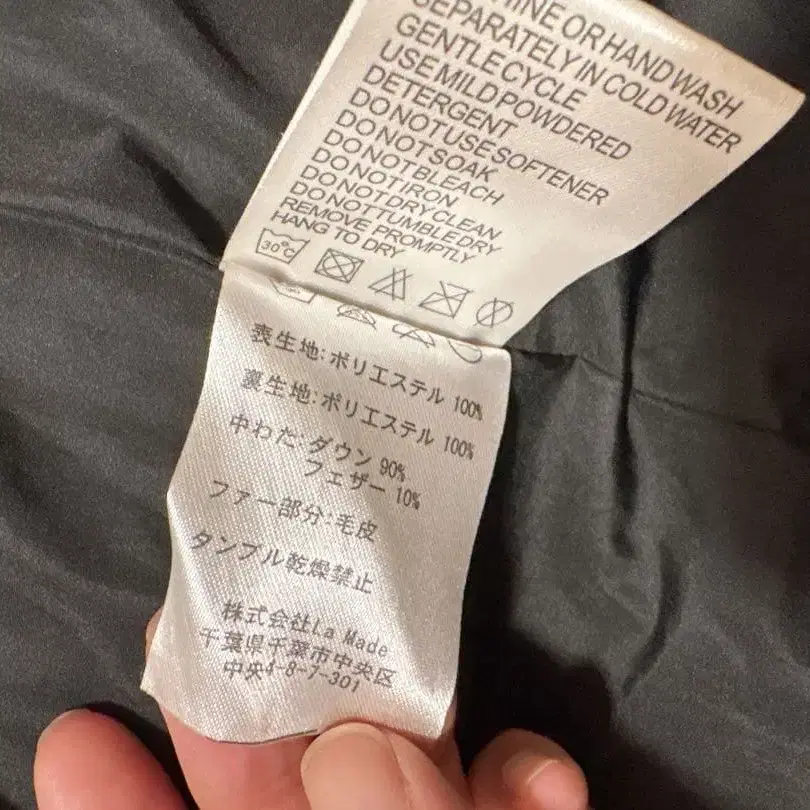 HINE OR HAND WASH
SEPARATELY IN COLD WATER
GENTLE CYCLE
USE MILD POWDERED
DETERGENT
DO NOT USE SOFTENER
DO NOT SOAK
DO NOT BLEACH
DO NOT IRON
DO NOT DRY CLEAN
DO NOT TUMBLE DRY
REMOVE PROMPTLY
HANG TO DRY
30°C
表生地:ポリエステル 100%
裏生地:ポリエステル 100%
中わた:ダウン 90%
フェザー 10%
ファー部分:毛皮
タンブル乾燥禁止
株式会社La Made
千葉県千葉市中央区
中央4-8-7-301